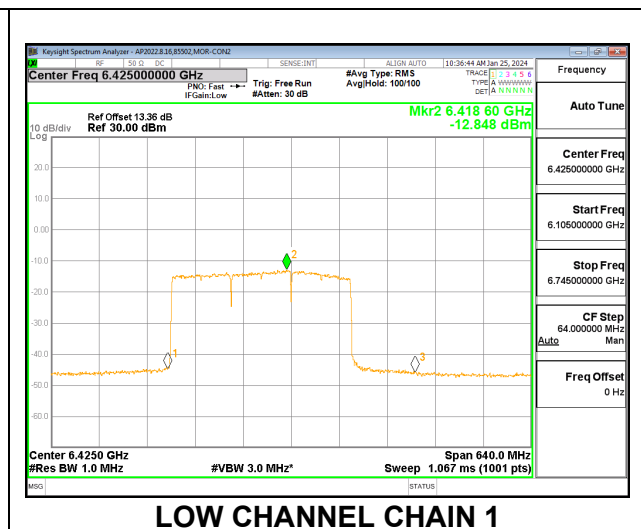 Keysight Spectrum Analyzer - AP2022.8.16,85502,MOR-CON2
RF 50 Ω DC SENSE:INT ALIGN AUTO 10:36:44 AM Jan 25, 2024
Center Freq 6.425000000 GHz
PNO: Fast
IFGain:Low
Trig: Free Run
#Atten: 30 dB
#Avg Type: RMS
Avg|Hold: 100/100
TRACE 1 2 3 4 5 6
TYPE A WWWWW
DET A N N N N N
Frequency
Auto Tune
Center Freq
6.425000000 GHz
Start Freq
6.105000000 GHz
Stop Freq
6.745000000 GHz
CF Step
64.000000 MHz
Auto Man
Freq Offset
0 Hz
Mkr2 6.418 60 GHz
-12.848 dBm
Ref Offset 13.36 dB
10 dB/div Ref 30.00 dBm
Log
20.0
10.0
0.00
-10.0
-20.0
-30.0
-40.0
-50.0
-60.0
1
2
3
Center 6.4250 GHz Span 640.0 MHz
#Res BW 1.0 MHz #VBW 3.0 MHz* Sweep 1.067 ms (1001 pts)
MSG STATUS
LOW CHANNEL CHAIN 1